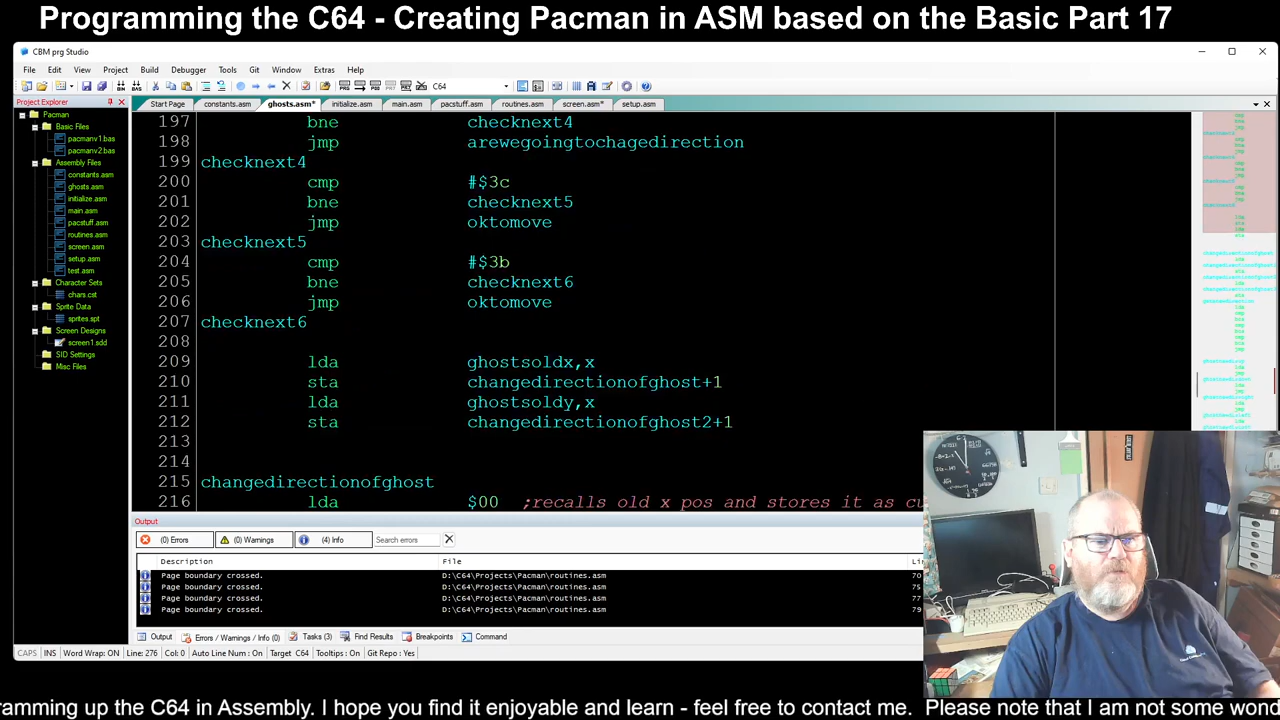 Programming the C64 - Creating Pacman in ASM based on the Basic Part 17
CBM prg Studio
File Edit View Project Build Debugger Tools Git Window Extras Help
C64
Project Explorer
Start Page constants.asm ghosts.asm* initialize.asm main.asm pacstuff.asm routines.asm screen.asm* setup.asm
Pacman
Basic Files
pacmanv1.bas
pacmanv2.bas
Assembly Files
constants.asm
ghosts.asm
initialize.asm
main.asm
pacstuff.asm
routines.asm
screen.asm
setup.asm
test.asm
Character Sets
chars.cst
Sprite Data
sprites.spt
Screen Designs
screen1.sdd
SID Settings
Misc Files
197 bne checknext4
198 jmp arewegoingtochagedirection
199 checknext4
200 cmp #$3c
201 bne checknext5
202 jmp oktomove
203 checknext5
204 cmp #$3b
205 bne checknext6
206 jmp oktomove
207 checknext6
208
209 lda ghostsoldx,x
210 sta changedirectionofghost+1
211 lda ghostsoldy,x
212 sta changedirectionofghost2+1
213
214
215 changedirectionofghost
216 lda $00 ;recalls old x pos and stores it as cu
Output
(0) Errors (0) Warnings (4) Info Search errors
Description File Li
Page boundary crossed. D:\C64\Projects\Pacman\routines.asm 70
Page boundary crossed. D:\C64\Projects\Pacman\routines.asm 75
Page boundary crossed. D:\C64\Projects\Pacman\routines.asm 77
Page boundary crossed. D:\C64\Projects\Pacman\routines.asm 79
Output Errors / Warnings / Info (0) Tasks (3) Find Results Breakpoints Command
CAPS INS Word Wrap: ON Line: 276 Col: 0 Auto Line Num : On Target C64 Tooltips : On Git Repo : Yes
ramming up the C64 in Assembly. I hope you find it enjoyable and learn - feel free to contact me. Please note that I am not some wond